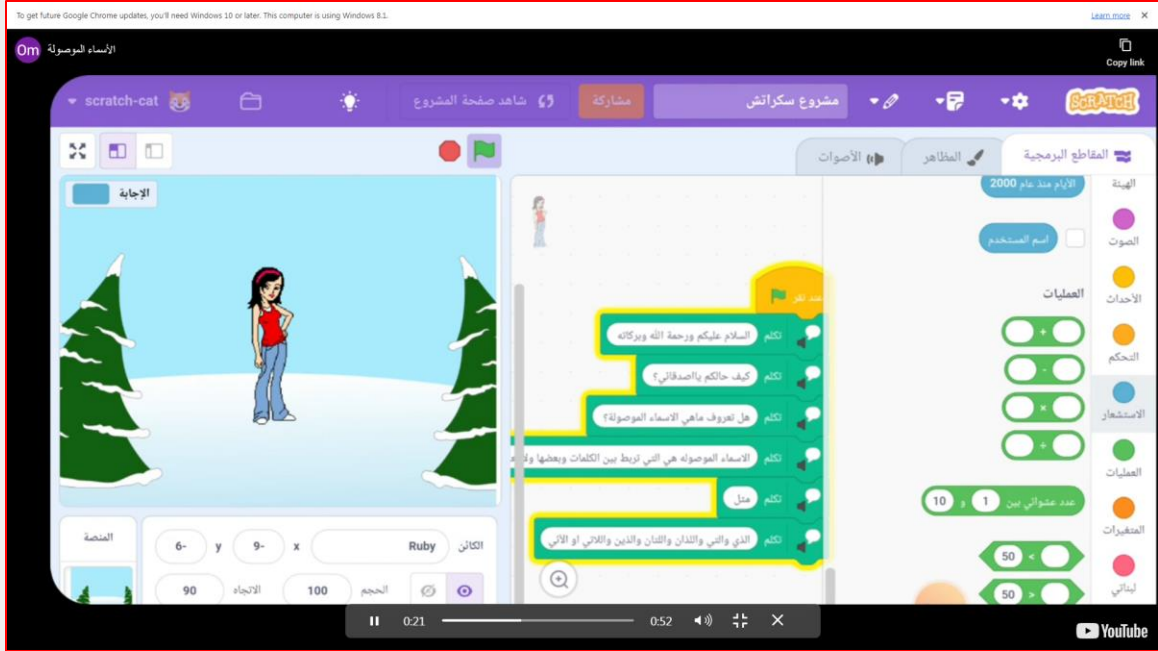 To get future Google Chrome updates, you'll need Windows 10 or later. This computer is using Windows 8.1.
Learn more
Om
الأسماء الموصولة
Copy link
SCRATCH
مشروع سكراتش
مشاركة
شاهد صفحة المشروع
scratch-cat
المقاطع البرمجية
المظاهر
الأصوات
الهيئة
الصوت
الأحداث
التحكم
الاستشعار
العمليات
المتغيرات
لبناتي
الأيام منذ عام 2000
اسم المستخدم
العمليات
+
-
×
÷
عدد عشوائي بين 1 و 10
< 50
> 50
عند نقر
تكلم السلام عليكم ورحمة الله وبركاته
تكلم كيف حالكم يااصدقائي؟
تكلم هل تعروف ماهي الاسماء الموصولة؟
تكلم الاسماء الموصوله هي التي تربط بين الكلمات وبعضها
تكلم مثل
تكلم الذي والتي واللذان واللتان والذين واللاتي او الآتي
الإجابة
الكائن Ruby
x -9
y -6
الحجم 100
الاتجاه 90
المنصة
0:21
0:52
YouTube